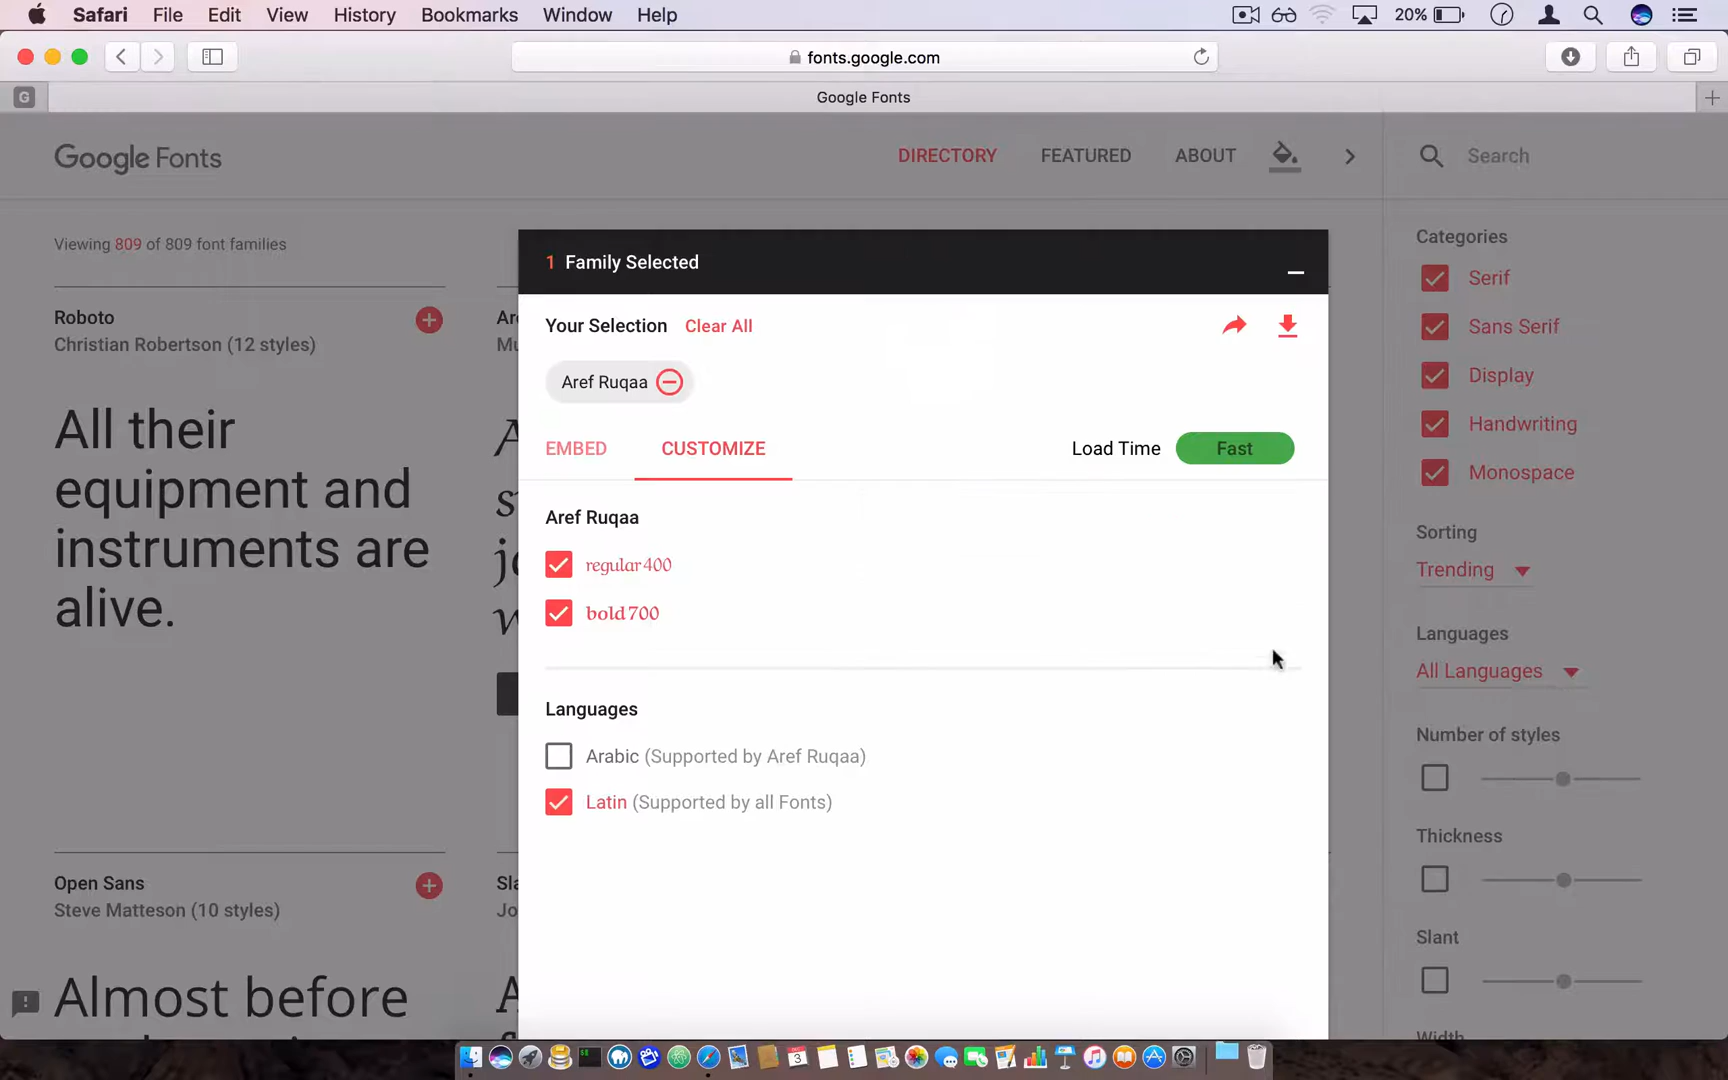 Safari File Edit View History Bookmarks Window Help 20%
fonts.google.com
G Google Fonts
Google Fonts DIRECTORY FEATURED ABOUT Search
Viewing 809 of 809 font families
Roboto
Christian Robertson (12 styles)
All their
equipment and
instruments are
alive.
Open Sans
Steve Matteson (10 styles)
Almost before
1 Family Selected
Your Selection Clear All
Aref Ruqaa
EMBED CUSTOMIZE Load Time Fast
Aref Ruqaa
regular 400
bold 700
Languages
Arabic (Supported by Aref Ruqaa)
Latin (Supported by all Fonts)
Categories
Serif
Sans Serif
Display
Handwriting
Monospace
Sorting
Trending
Languages
All Languages
Number of styles
Thickness
Slant
Width
3